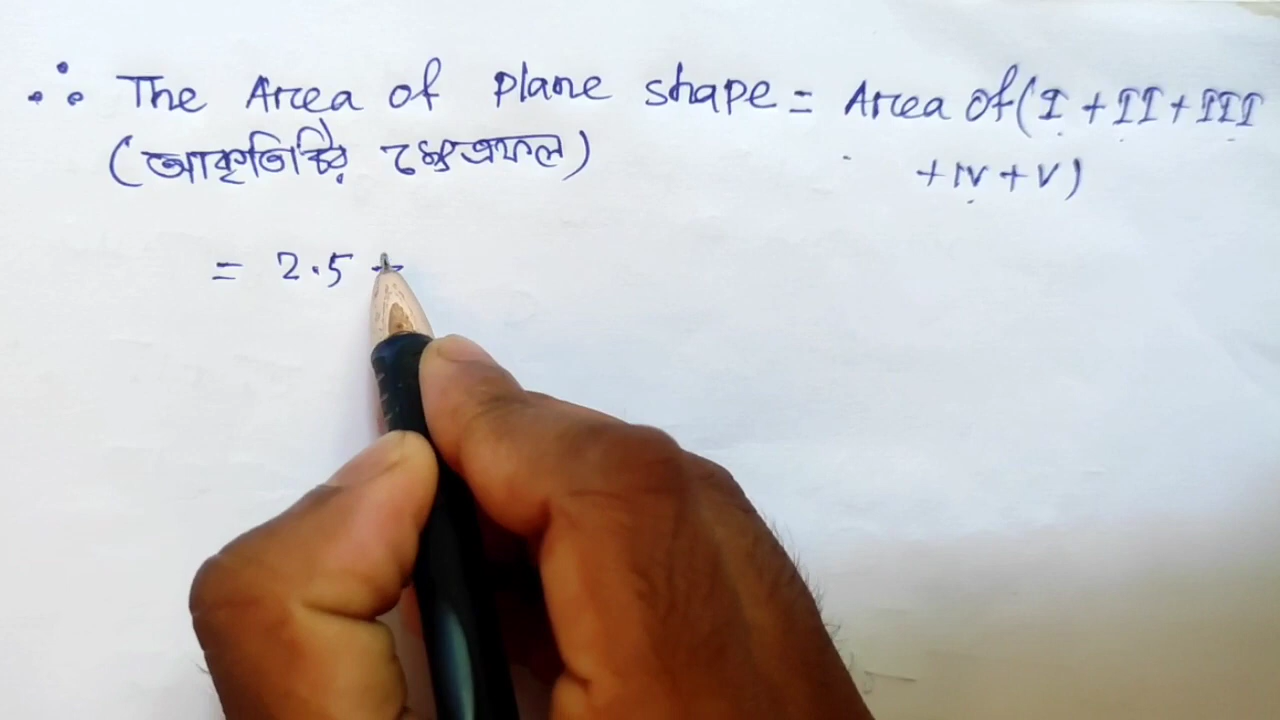 ∴ The Area of plane shape = Area of (I + II + III
(আকৃতিটির ক্ষেত্রফল) + IV + V)
= 2.5 +